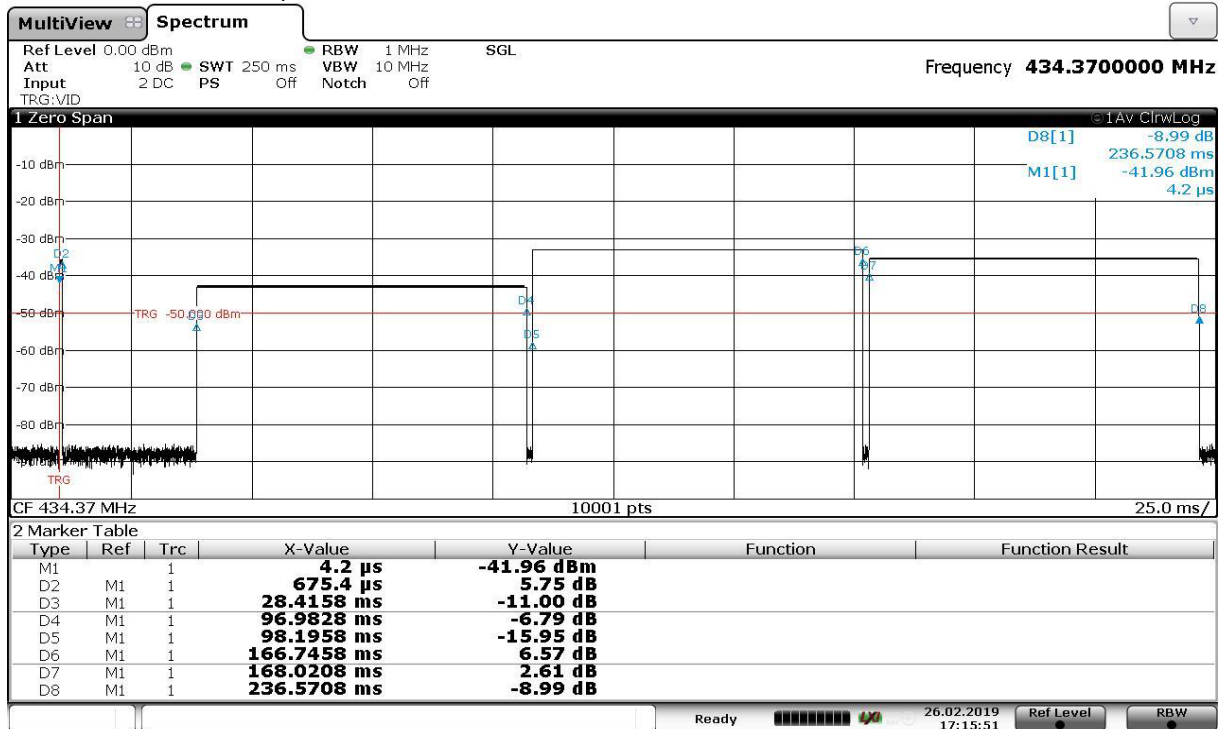 MultiView Spectrum
Ref Level 0.00 dBm RBW 1 MHz SGL
Att 10 dB SWT 250 ms VBW 10 MHz Frequency 434.3700000 MHz
Input 2 DC PS Off Notch Off
TRG:VID
1 Zero Span 1Av ClrwLog
D8[1] -8.99 dB
236.5708 ms
-10 dBm
M1[1] -41.96 dBm
4.2 µs
-20 dBm
-30 dBm
D2 D6
M1 D7
-40 dBm
D4
-50 dBm TRG -50.000 dBm D8
D5
-60 dBm
-70 dBm
-80 dBm
TRG
CF 434.37 MHz 10001 pts 25.0 ms/
2 Marker Table
Type Ref Trc X-Value Y-Value Function Function Result
M1 1 4.2 µs -41.96 dBm
D2 M1 1 675.4 µs 5.75 dB
D3 M1 1 28.4158 ms -11.00 dB
D4 M1 1 96.9828 ms -6.79 dB
D5 M1 1 98.1958 ms -15.95 dB
D6 M1 1 166.7458 ms 6.57 dB
D7 M1 1 168.0208 ms 2.61 dB
D8 M1 1 236.5708 ms -8.99 dB
Ready LXI 26.02.2019 Ref Level RBW
17:15:51